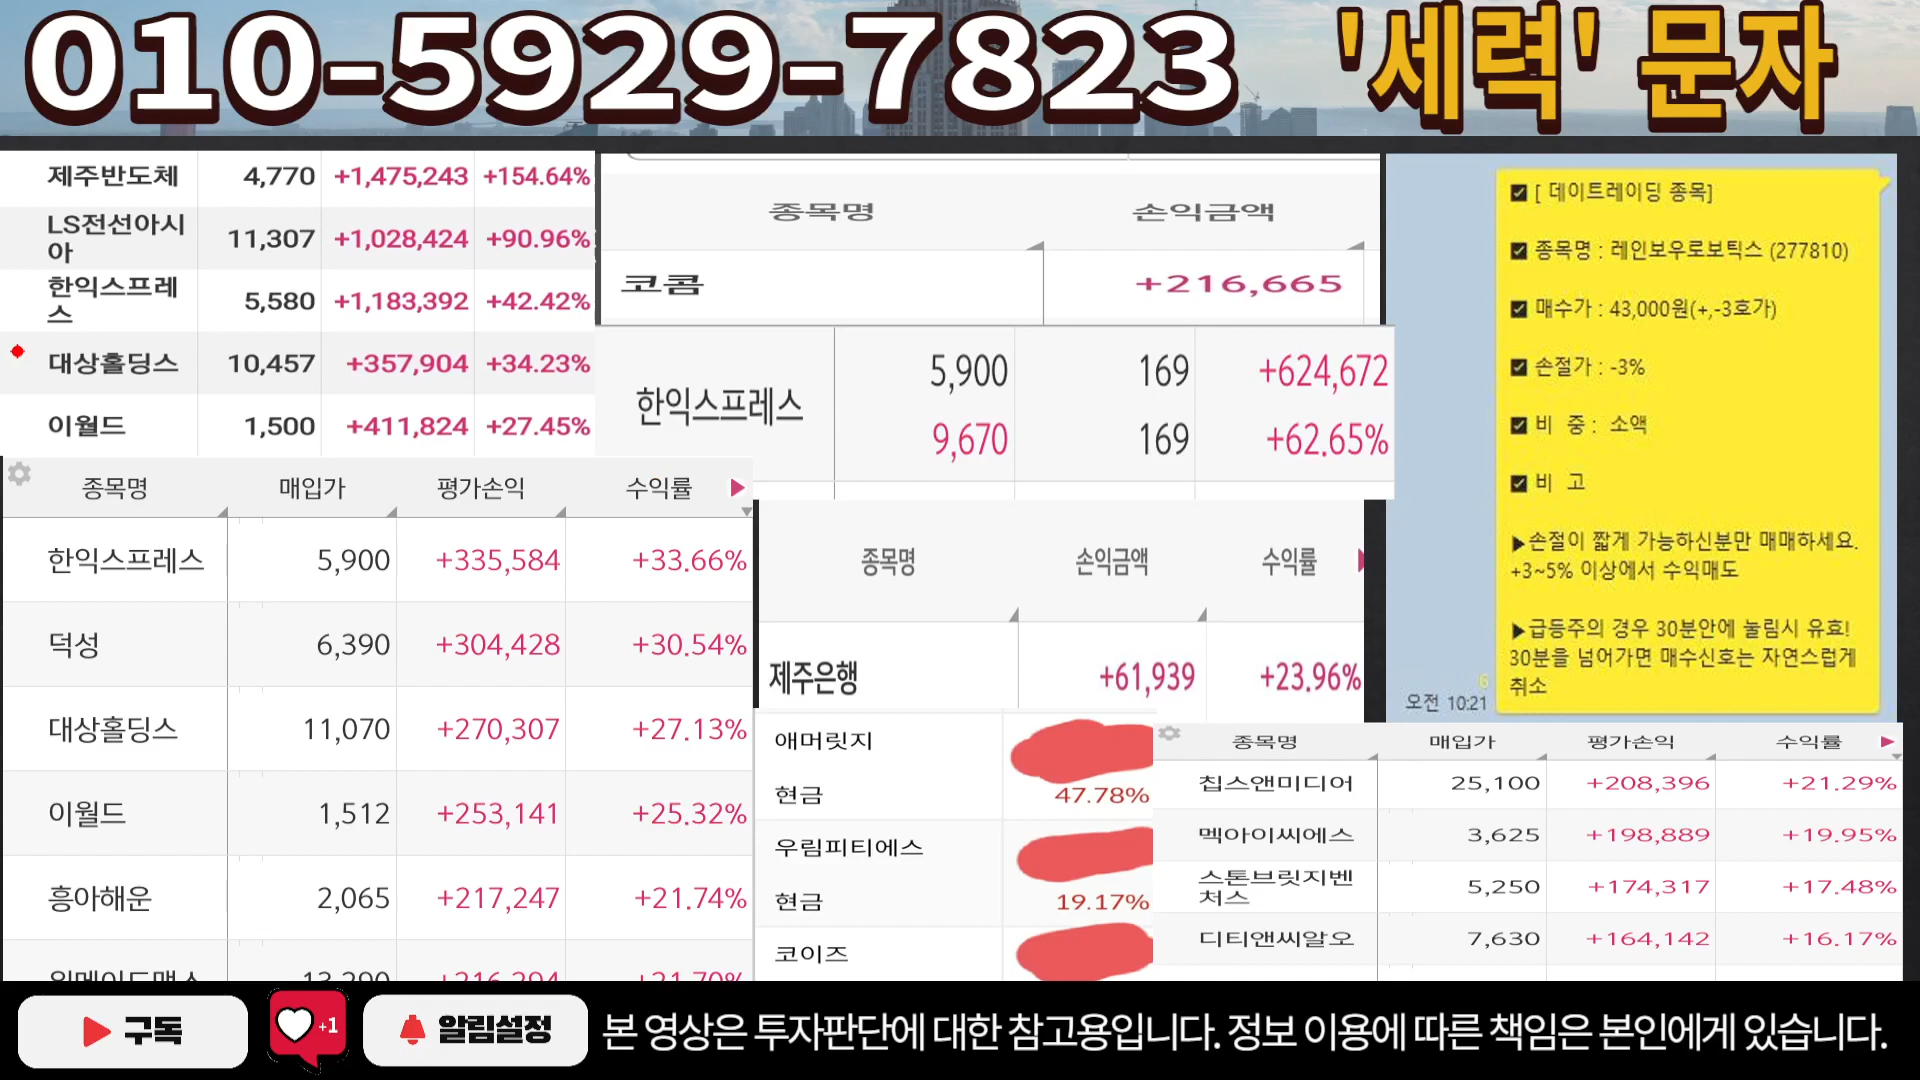 010-5929-7823 '세력' 문자
제주반도체 4,770 +1,475,243 +154.64%
LS전선아시아 11,307 +1,028,424 +90.96%
한익스프레스 5,580 +1,183,392 +42.42%
대상홀딩스 10,457 +357,904 +34.23%
이월드 1,500 +411,824 +27.45%
종목명 매입가 평가손익 수익률
한익스프레스 5,900 +335,584 +33.66%
덕성 6,390 +304,428 +30.54%
대상홀딩스 11,070 +270,307 +27.13%
이월드 1,512 +253,141 +25.32%
흥아해운 2,065 +217,247 +21.74%
종목명 손익금액
코콤 +216,665
한익스프레스
5,900 169 +624,672
9,670 169 +62.65%
종목명 손익금액 수익률
제주은행 +61,939 +23.96%
애머릿지
현금 47.78%
우림피티에스
현금 19.17%
코이즈
[ 데이트레이딩 종목]
종목명 : 레인보우로보틱스 (277810)
매수가 : 43,000원(+,-3호가)
손절가 : -3%
비 중 : 소액
비 고
▶손절이 짧게 가능하신분만 매매하세요.
+3~5% 이상에서 수익매도
▶급등주의 경우 30분안에 눌림시 유효!
30분을 넘어가면 매수신호는 자연스럽게
취소
6
오전 10:21
종목명 매입가 평가손익 수익률
칩스앤미디어 25,100 +208,396 +21.29%
멕아이씨에스 3,625 +198,889 +19.95%
스톤브릿지벤처스 5,250 +174,317 +17.48%
디티앤씨알오 7,630 +164,142 +16.17%
구독 +1 알림설정 본 영상은 투자판단에 대한 참고용입니다. 정보 이용에 따른 책임은 본인에게 있습니다.